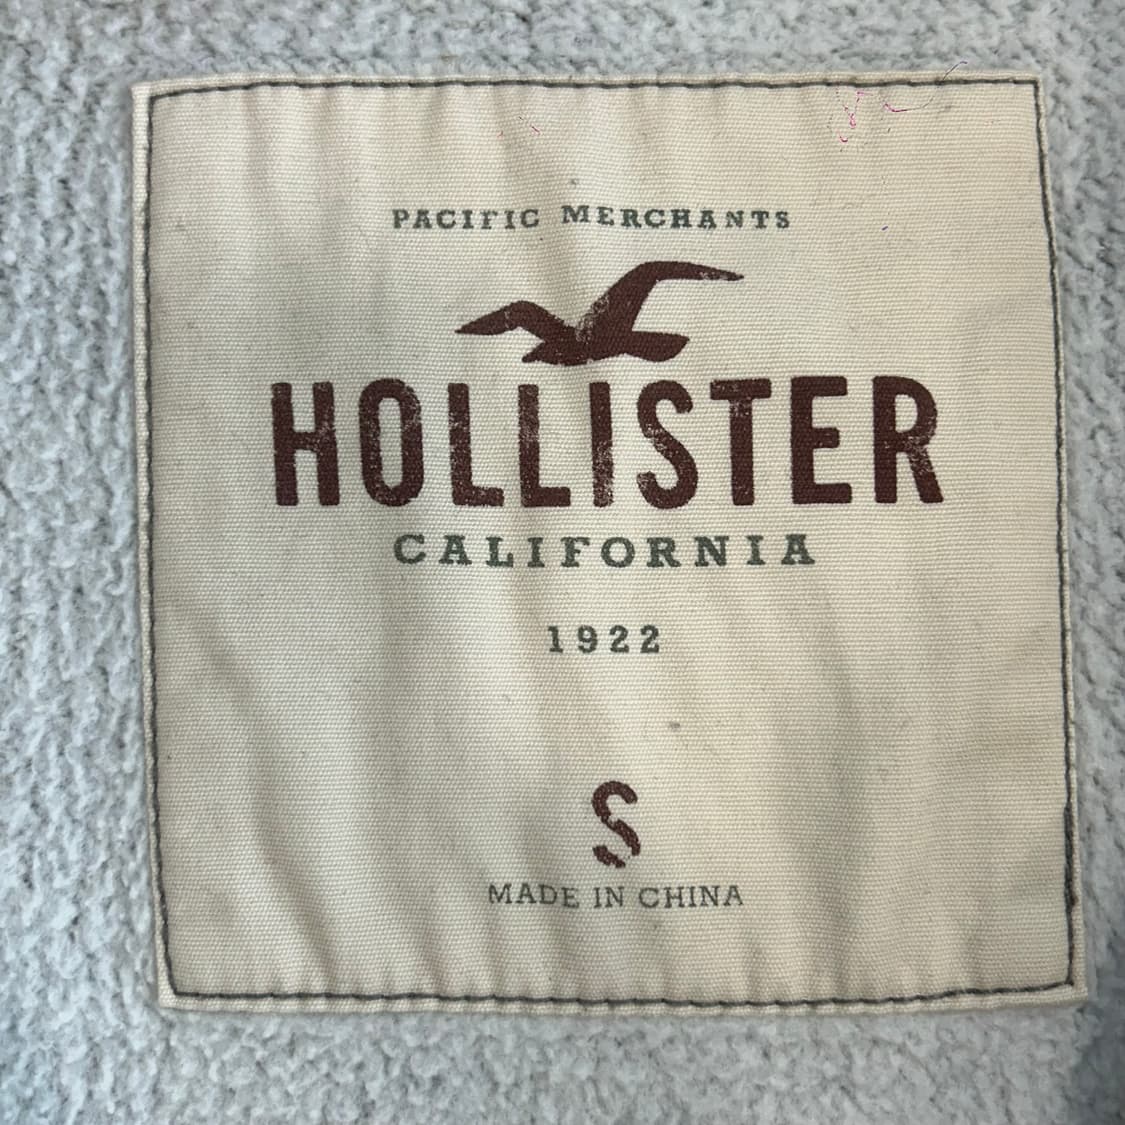 PACIFIC MERCHANTS
HOLLISTER
CALIFORNIA
1922
S
MADE IN CHINA